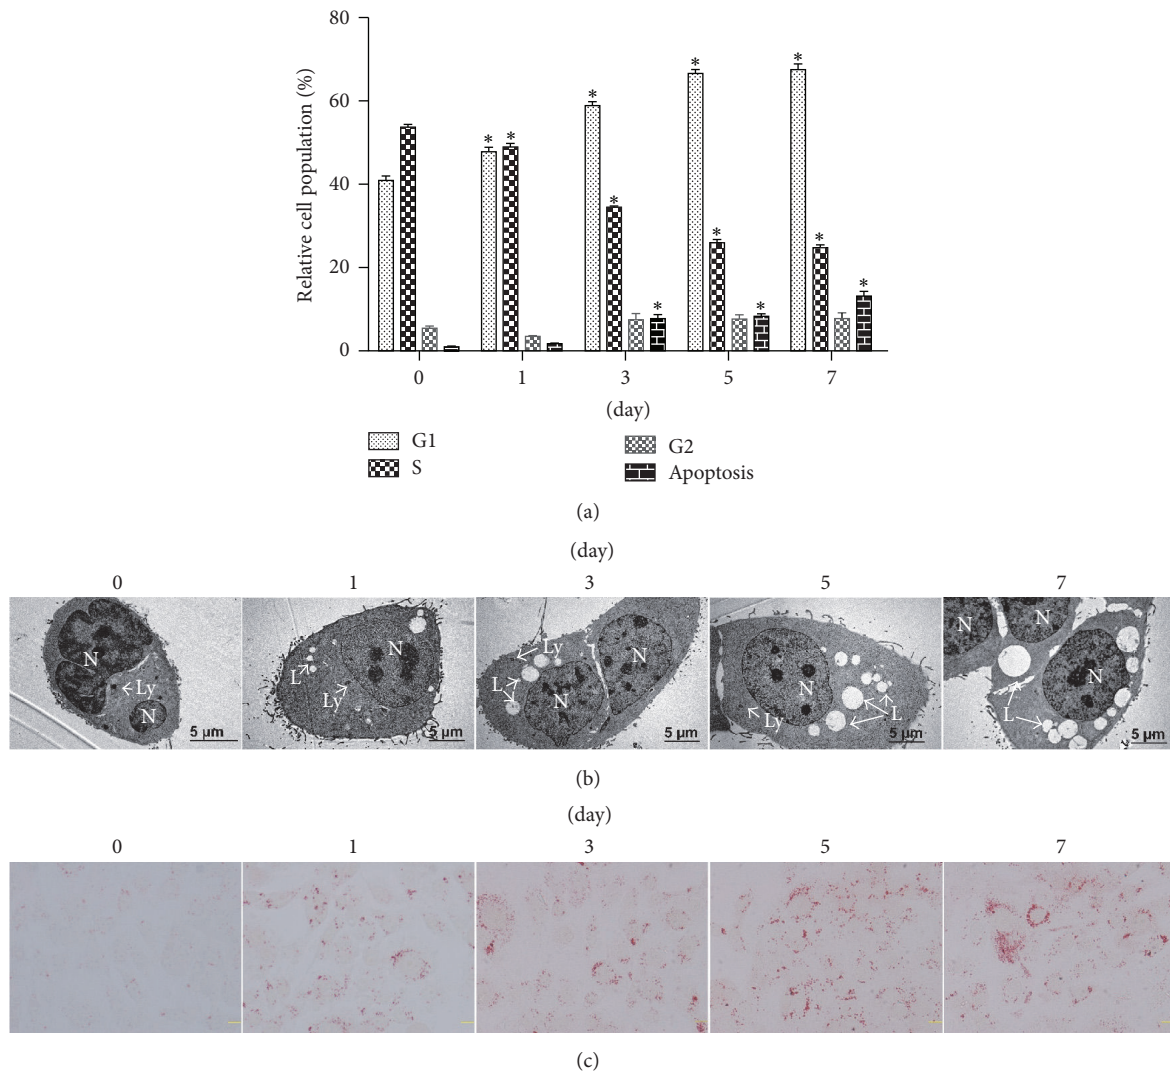 80
60
40
20
0
Relative cell population (%)
* * * * * * * * * * *
0 1 3 5 7
(day)
G1
G2
S
Apoptosis
(a)
(day)
0 1 3 5 7
N Ly N 5 µm
N L Ly 5 µm
Ly N L N 5 µm
N Ly L 5 µm
N N N L 5 µm
(b)
(day)
0 1 3 5 7
(c)